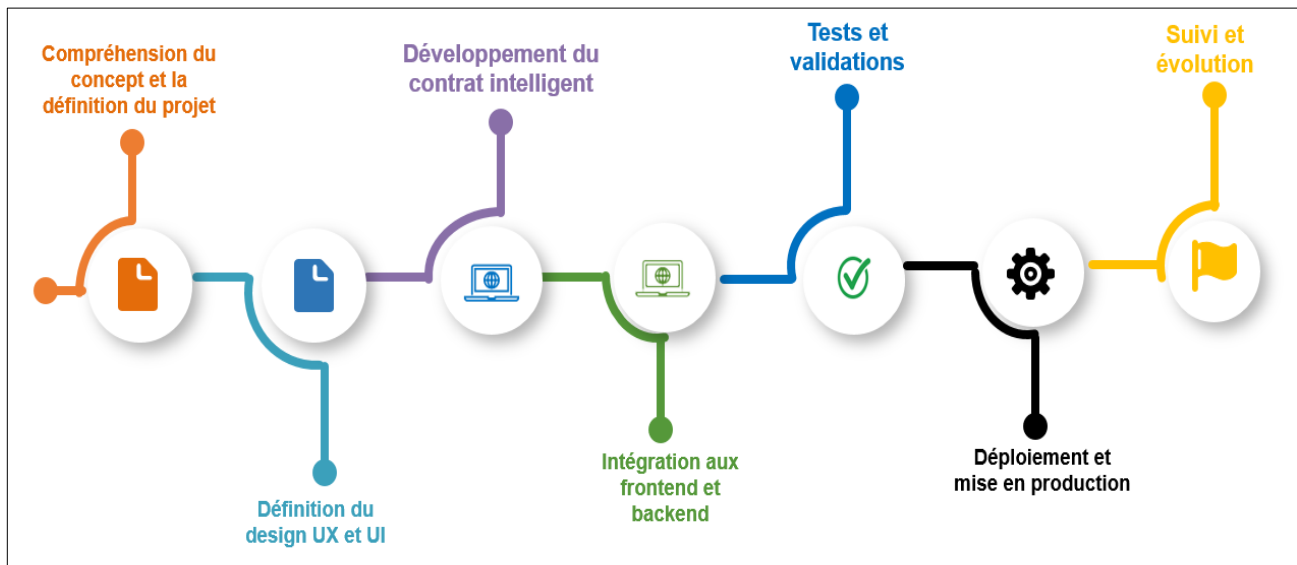 Compréhension du
concept et la
définition du projet
Définition du
design UX et UI
Développement du
contrat intelligent
Intégration aux
frontend et
backend
Tests et
validations
Déploiement et
mise en production
Suivi et
évolution